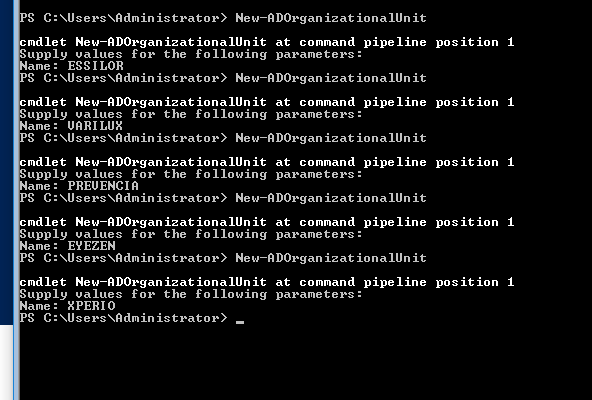 PS C:\Users\Administrator> New-ADOrganizationalUnit
cmdlet New-ADOrganizationalUnit at command pipeline position 1
Supply values for the following parameters:
Name: ESSILOR
PS C:\Users\Administrator> New-ADOrganizationalUnit
cmdlet New-ADOrganizationalUnit at command pipeline position 1
Supply values for the following parameters:
Name: VARILUX
PS C:\Users\Administrator> New-ADOrganizationalUnit
cmdlet New-ADOrganizationalUnit at command pipeline position 1
Supply values for the following parameters:
Name: PREVENCIA
PS C:\Users\Administrator> New-ADOrganizationalUnit
cmdlet New-ADOrganizationalUnit at command pipeline position 1
Supply values for the following parameters:
Name: EYEZEN
PS C:\Users\Administrator> New-ADOrganizationalUnit
cmdlet New-ADOrganizationalUnit at command pipeline position 1
Supply values for the following parameters:
Name: XPERIO
PS C:\Users\Administrator> _